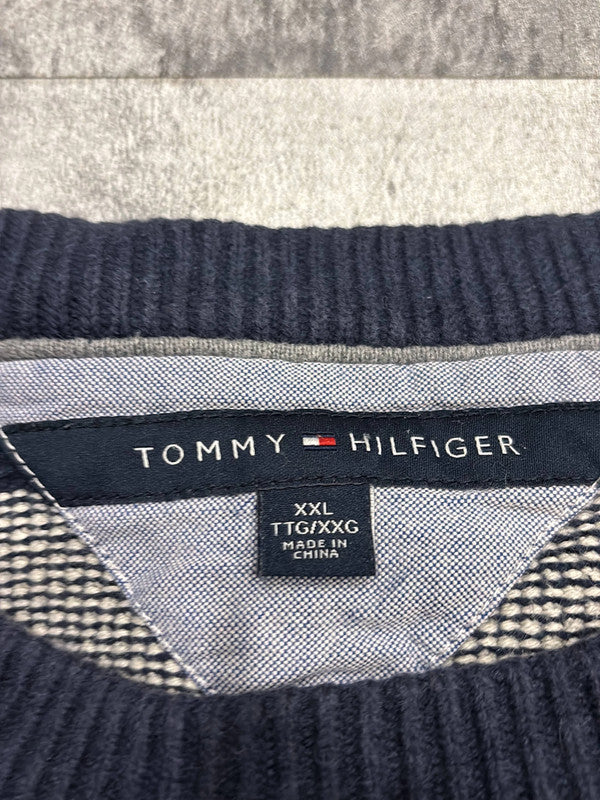 TOMMY HILFIGER
XXL
TTG/XXG
MADE IN
CHINA